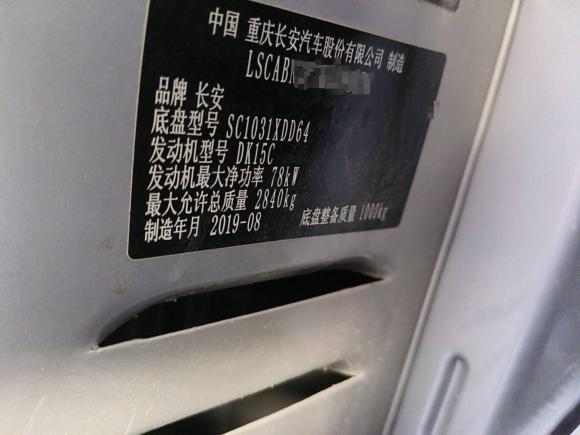 中国 重庆长安汽车股份有限公司 制造
LSCAB
品牌 长安
底盘型号 SC1031XDD64
发动机型号 DK15C
发动机最大净功率 78kW
最大允许总质量 2840kg
制造年月 2019-08 底盘整备质量 1000kg